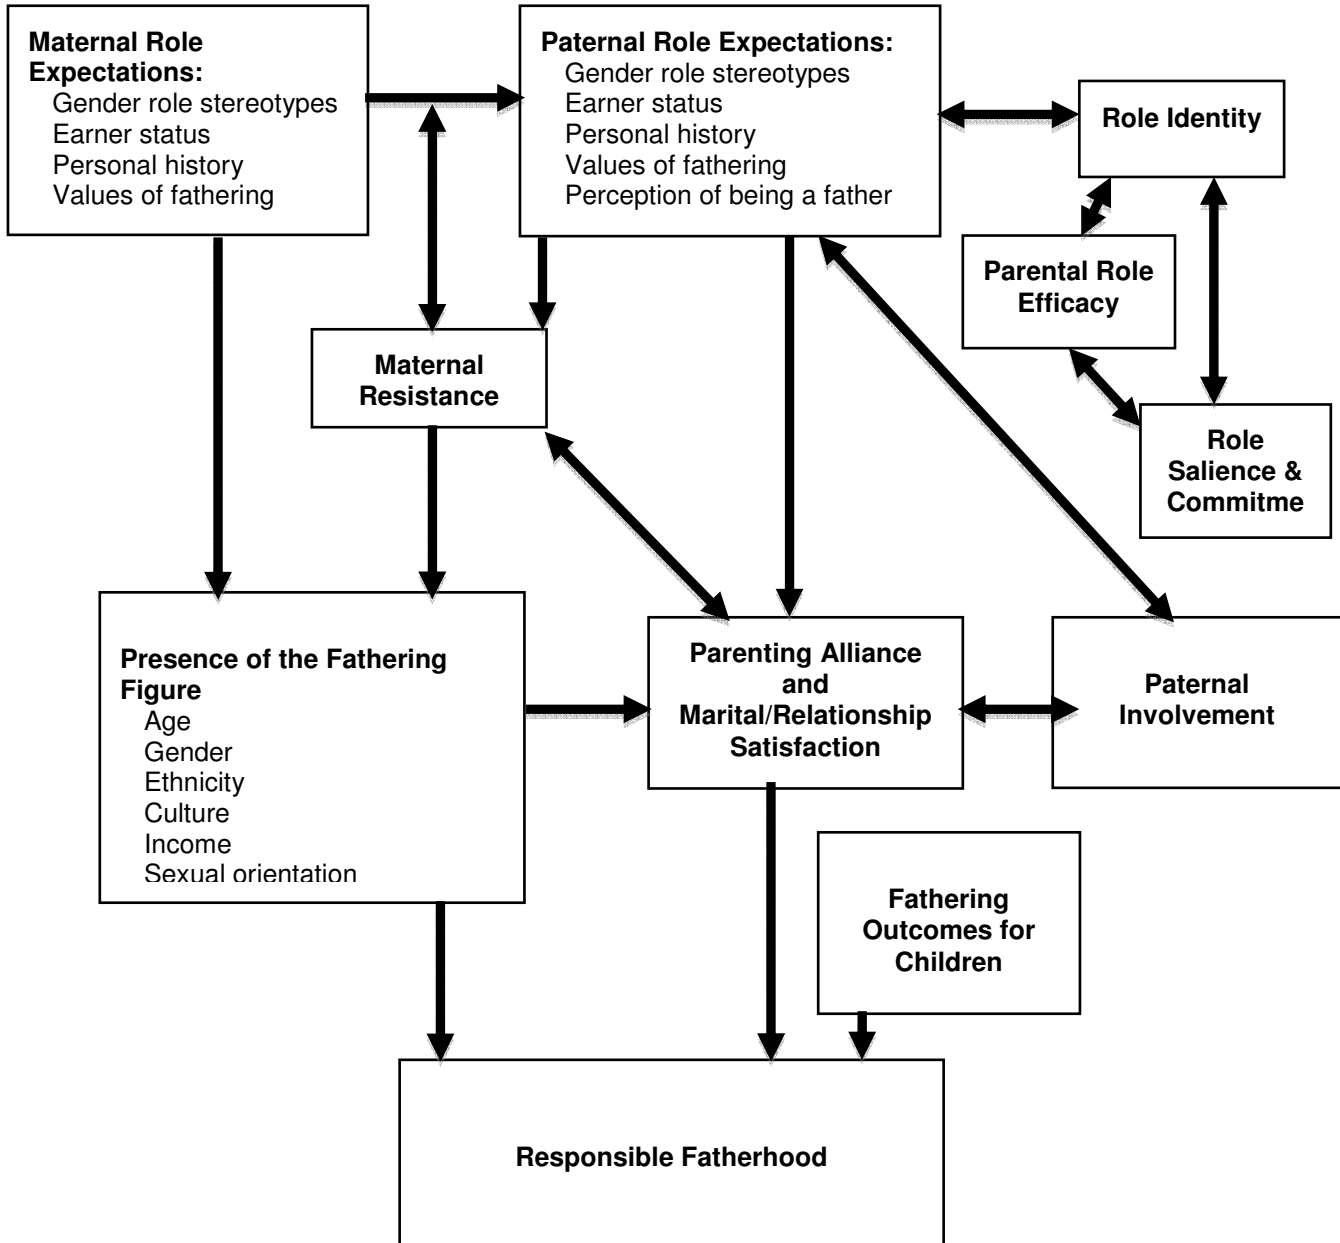 Maternal Role
Expectations:
Gender role stereotypes
Earner status
Personal history
Values of fathering
Paternal Role Expectations:
Gender role stereotypes
Earner status
Personal history
Values of fathering
Perception of being a father
Role Identity
Parental Role
Efficacy
Maternal
Resistance
Role
Salience &
Commitme
Presence of the Fathering
Figure
Age
Gender
Ethnicity
Culture
Income
Sexual orientation
Parenting Alliance
and
Marital/Relationship
Satisfaction
Paternal
Involvement
Fathering
Outcomes for
Children
Responsible Fatherhood